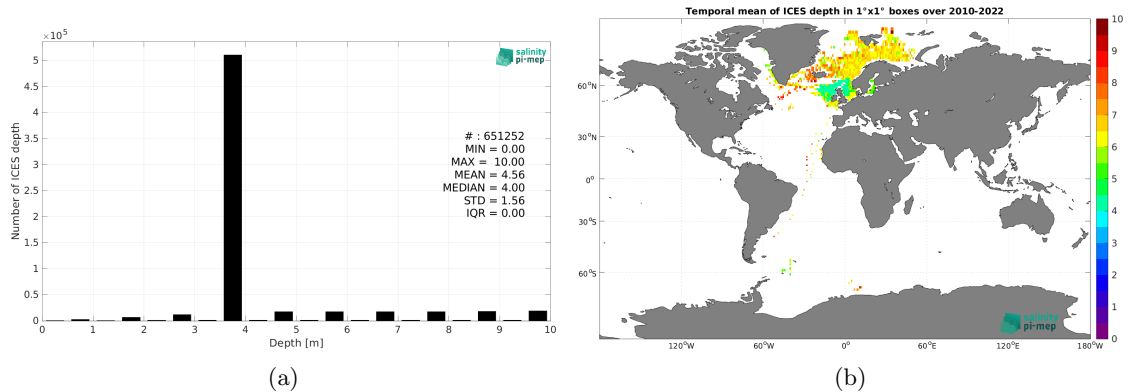 ×10⁵
5
4.5
4
3.5
3
2.5
2
1.5
1
0.5
0
Number of ICES depth
salinity
pi-mep
# : 651252
MIN = 0.00
MAX = 10.00
MEAN = 4.56
MEDIAN = 4.00
STD = 1.56
IQR = 0.00
0 1 2 3 4 5 6 7 8 9 10
Depth [m]
(a)
Temporal mean of ICES depth in 1°x1° boxes over 2010-2022
60°N
30°N
0°
30°S
60°S
120°W 60°W 0° 60°E 120°E 180°W
salinity
pi-mep
10
9
8
7
6
5
4
3
2
1
0
(b)